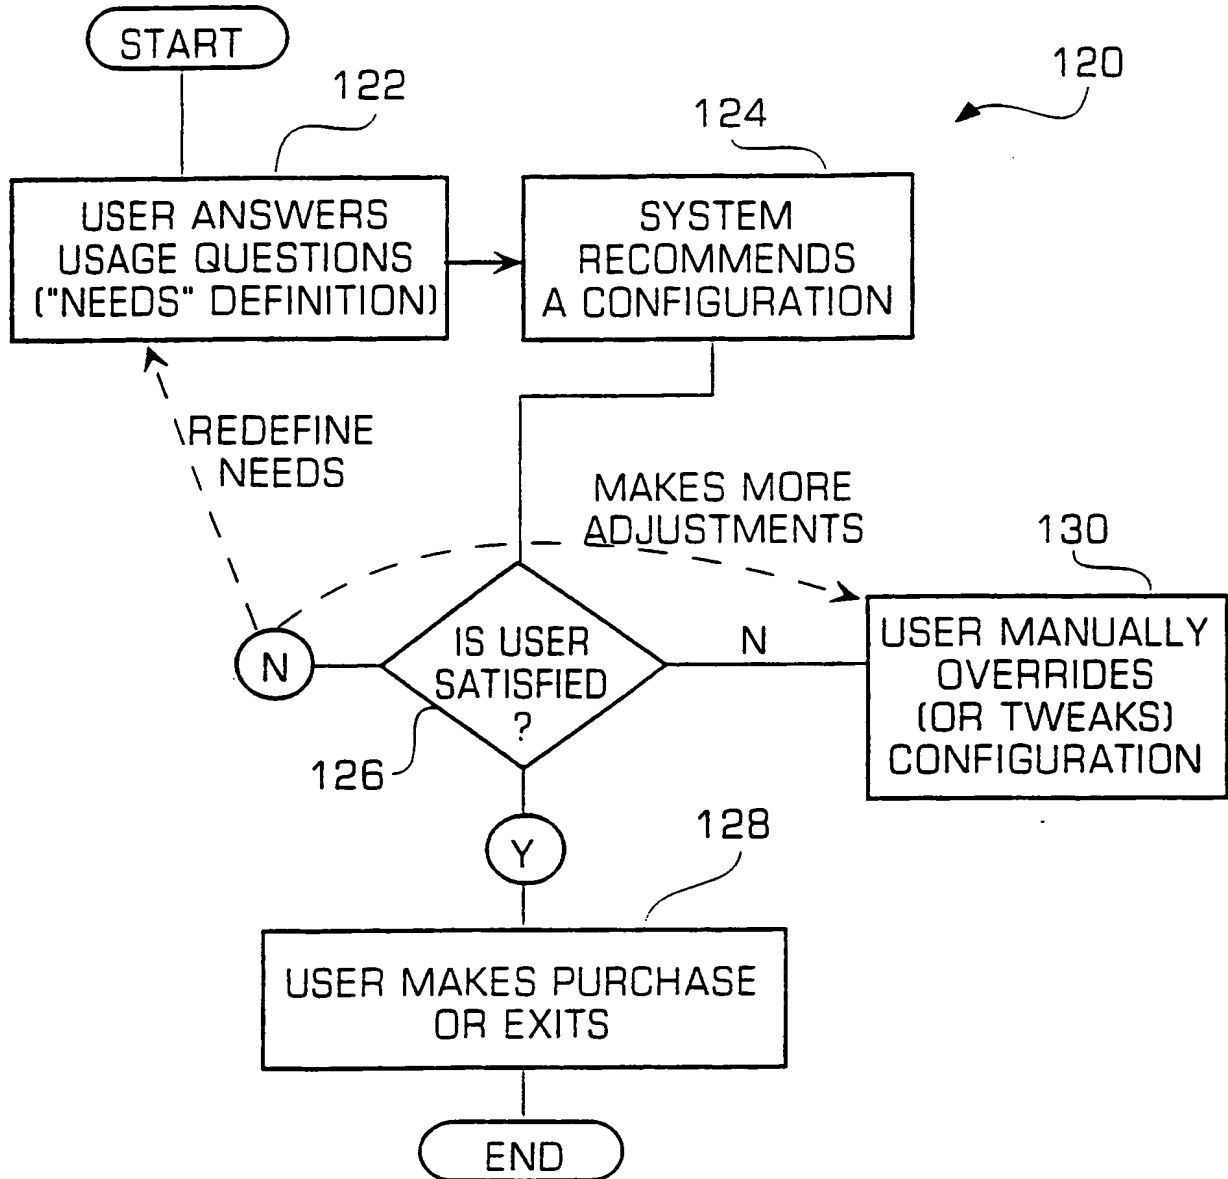 START
122
120
124
USER ANSWERS
USAGE QUESTIONS
("NEEDS" DEFINITION)
SYSTEM
RECOMMENDS
A CONFIGURATION
REDEFINE
NEEDS
MAKES MORE
ADJUSTMENTS
130
N
IS USER
SATISFIED
?
N
USER MANUALLY
OVERRIDES
(OR TWEAKS)
CONFIGURATION
126
Y
128
USER MAKES PURCHASE
OR EXITS
END